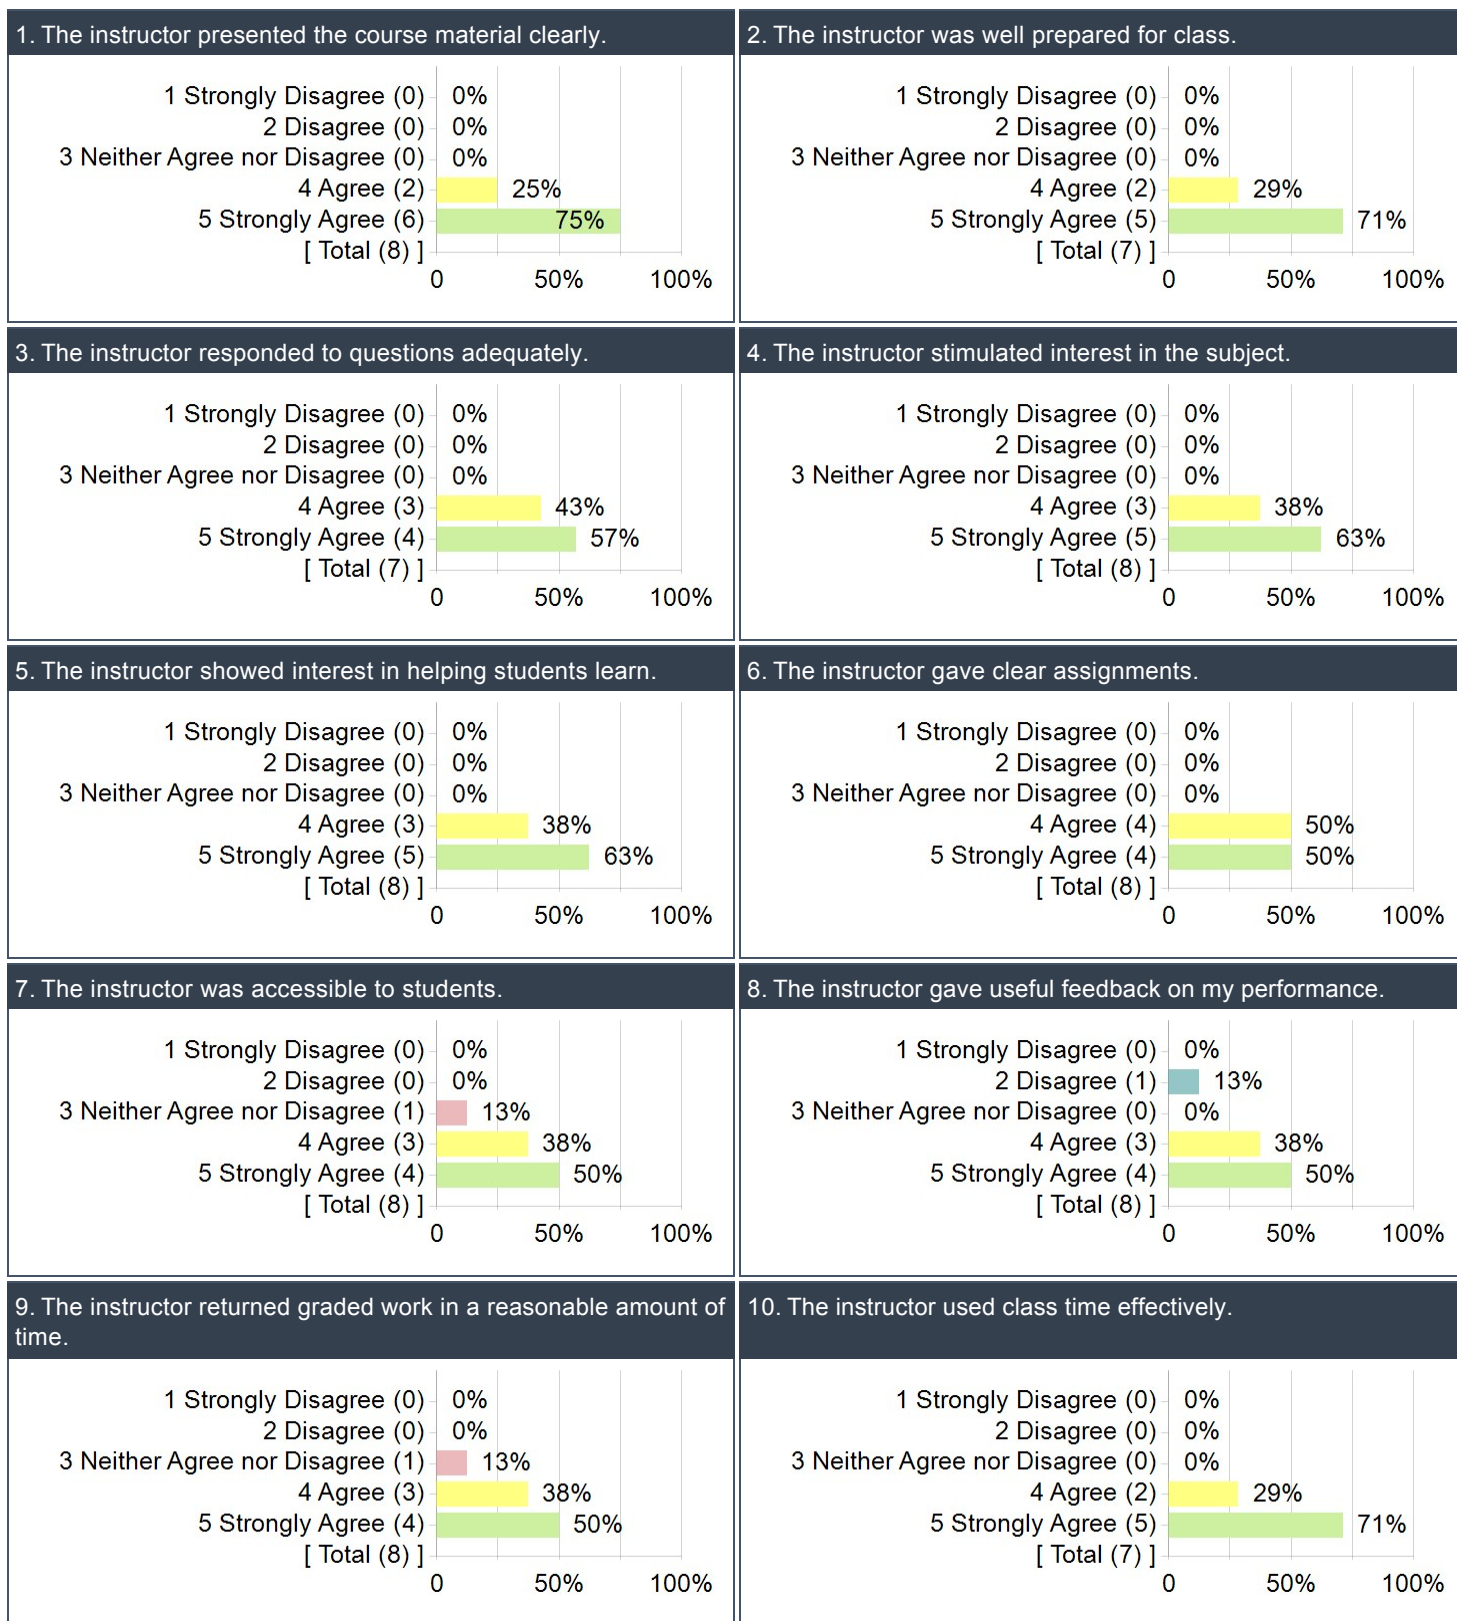 1. The instructor presented the course material clearly.
1 Strongly Disagree (0) 0%
2 Disagree (0) 0%
3 Neither Agree nor Disagree (0) 0%
4 Agree (2) 25%
5 Strongly Agree (6) 75%
[ Total (8) ]
0 50% 100%
2. The instructor was well prepared for class.
1 Strongly Disagree (0) 0%
2 Disagree (0) 0%
3 Neither Agree nor Disagree (0) 0%
4 Agree (2) 29%
5 Strongly Agree (5) 71%
[ Total (7) ]
0 50% 100%
3. The instructor responded to questions adequately.
1 Strongly Disagree (0) 0%
2 Disagree (0) 0%
3 Neither Agree nor Disagree (0) 0%
4 Agree (3) 43%
5 Strongly Agree (4) 57%
[ Total (7) ]
0 50% 100%
4. The instructor stimulated interest in the subject.
1 Strongly Disagree (0) 0%
2 Disagree (0) 0%
3 Neither Agree nor Disagree (0) 0%
4 Agree (3) 38%
5 Strongly Agree (5) 63%
[ Total (8) ]
0 50% 100%
5. The instructor showed interest in helping students learn.
1 Strongly Disagree (0) 0%
2 Disagree (0) 0%
3 Neither Agree nor Disagree (0) 0%
4 Agree (3) 38%
5 Strongly Agree (5) 63%
[ Total (8) ]
0 50% 100%
6. The instructor gave clear assignments.
1 Strongly Disagree (0) 0%
2 Disagree (0) 0%
3 Neither Agree nor Disagree (0) 0%
4 Agree (4) 50%
5 Strongly Agree (4) 50%
[ Total (8) ]
0 50% 100%
7. The instructor was accessible to students.
1 Strongly Disagree (0) 0%
2 Disagree (0) 0%
3 Neither Agree nor Disagree (1) 13%
4 Agree (3) 38%
5 Strongly Agree (4) 50%
[ Total (8) ]
0 50% 100%
8. The instructor gave useful feedback on my performance.
1 Strongly Disagree (0) 0%
2 Disagree (1) 13%
3 Neither Agree nor Disagree (0) 0%
4 Agree (3) 38%
5 Strongly Agree (4) 50%
[ Total (8) ]
0 50% 100%
9. The instructor returned graded work in a reasonable amount of
time.
1 Strongly Disagree (0) 0%
2 Disagree (0) 0%
3 Neither Agree nor Disagree (1) 13%
4 Agree (3) 38%
5 Strongly Agree (4) 50%
[ Total (8) ]
0 50% 100%
10. The instructor used class time effectively.
1 Strongly Disagree (0) 0%
2 Disagree (0) 0%
3 Neither Agree nor Disagree (0) 0%
4 Agree (2) 29%
5 Strongly Agree (5) 71%
[ Total (7) ]
0 50% 100%